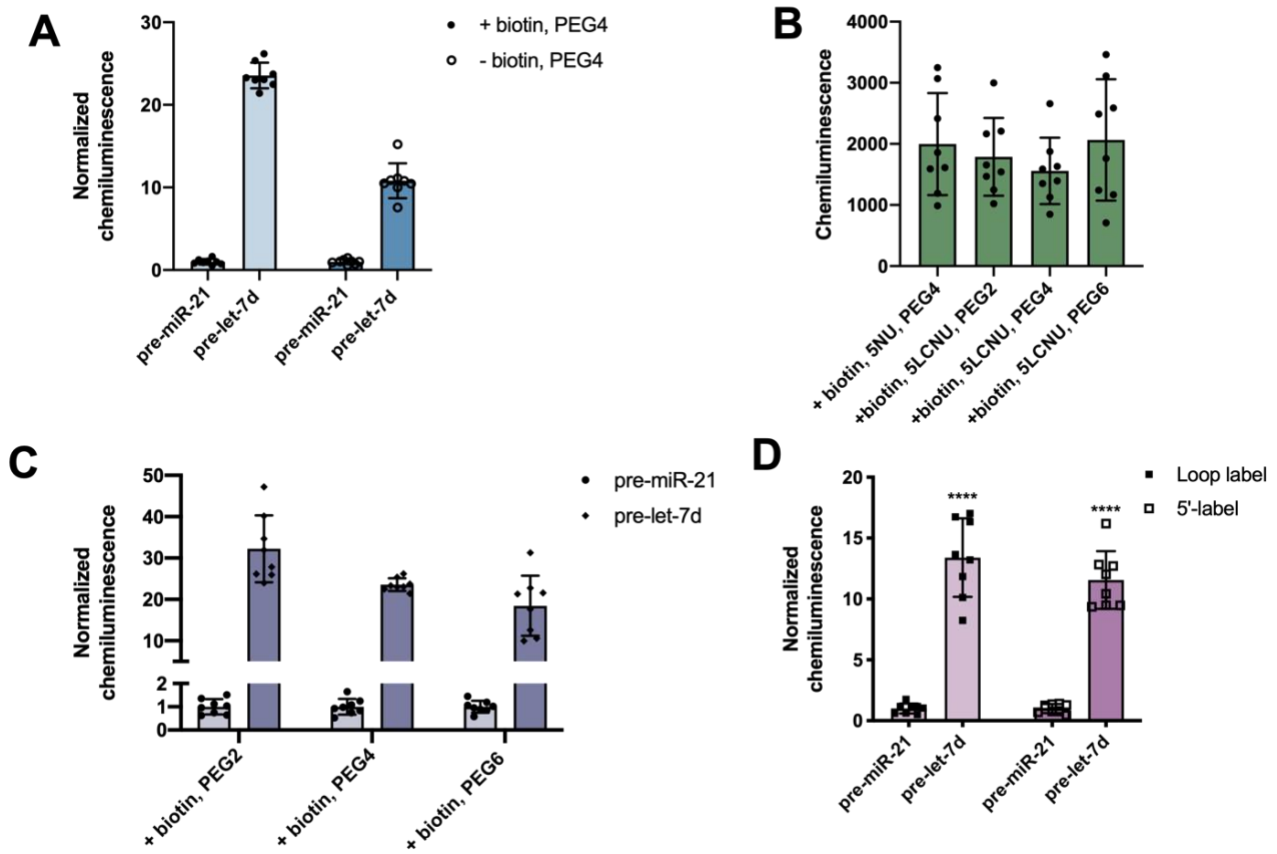 A
30
20
10
0
Normalized
chemiluminescence
pre-miR-21
pre-let-7d
pre-miR-21
pre-let-7d
+ biotin, PEG4
- biotin, PEG4
B
4000
3000
2000
1000
0
Chemiluminescence
+ biotin, 5NU, PEG4
+biotin, 5LCNU, PEG2
+biotin, 5LCNU, PEG4
+biotin, 5LCNU, PEG6
C
50
40
30
20
10
2
1
0
Normalized
chemiluminescence
+ biotin, PEG2
+ biotin, PEG4
+ biotin, PEG6
pre-miR-21
pre-let-7d
D
20
15
10
5
0
Normalized
chemiluminescence
****
****
pre-miR-21
pre-let-7d
pre-miR-21
pre-let-7d
Loop label
5'-label